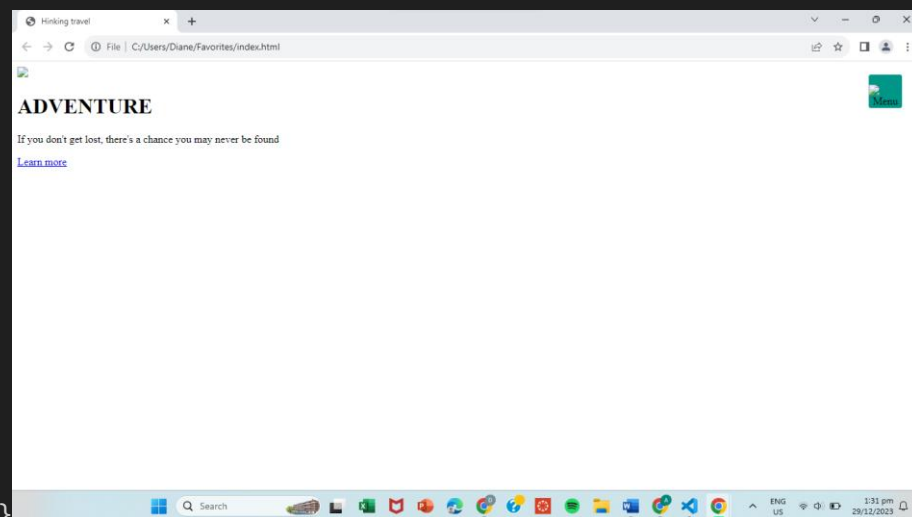 Hinking travel
File | C:/Users/Diane/Favorites/index.html
Menu
ADVENTURE
If you don't get lost, there's a chance you may never be found
Learn more
}
Search
ENG
US
1:31 pm
29/12/2023